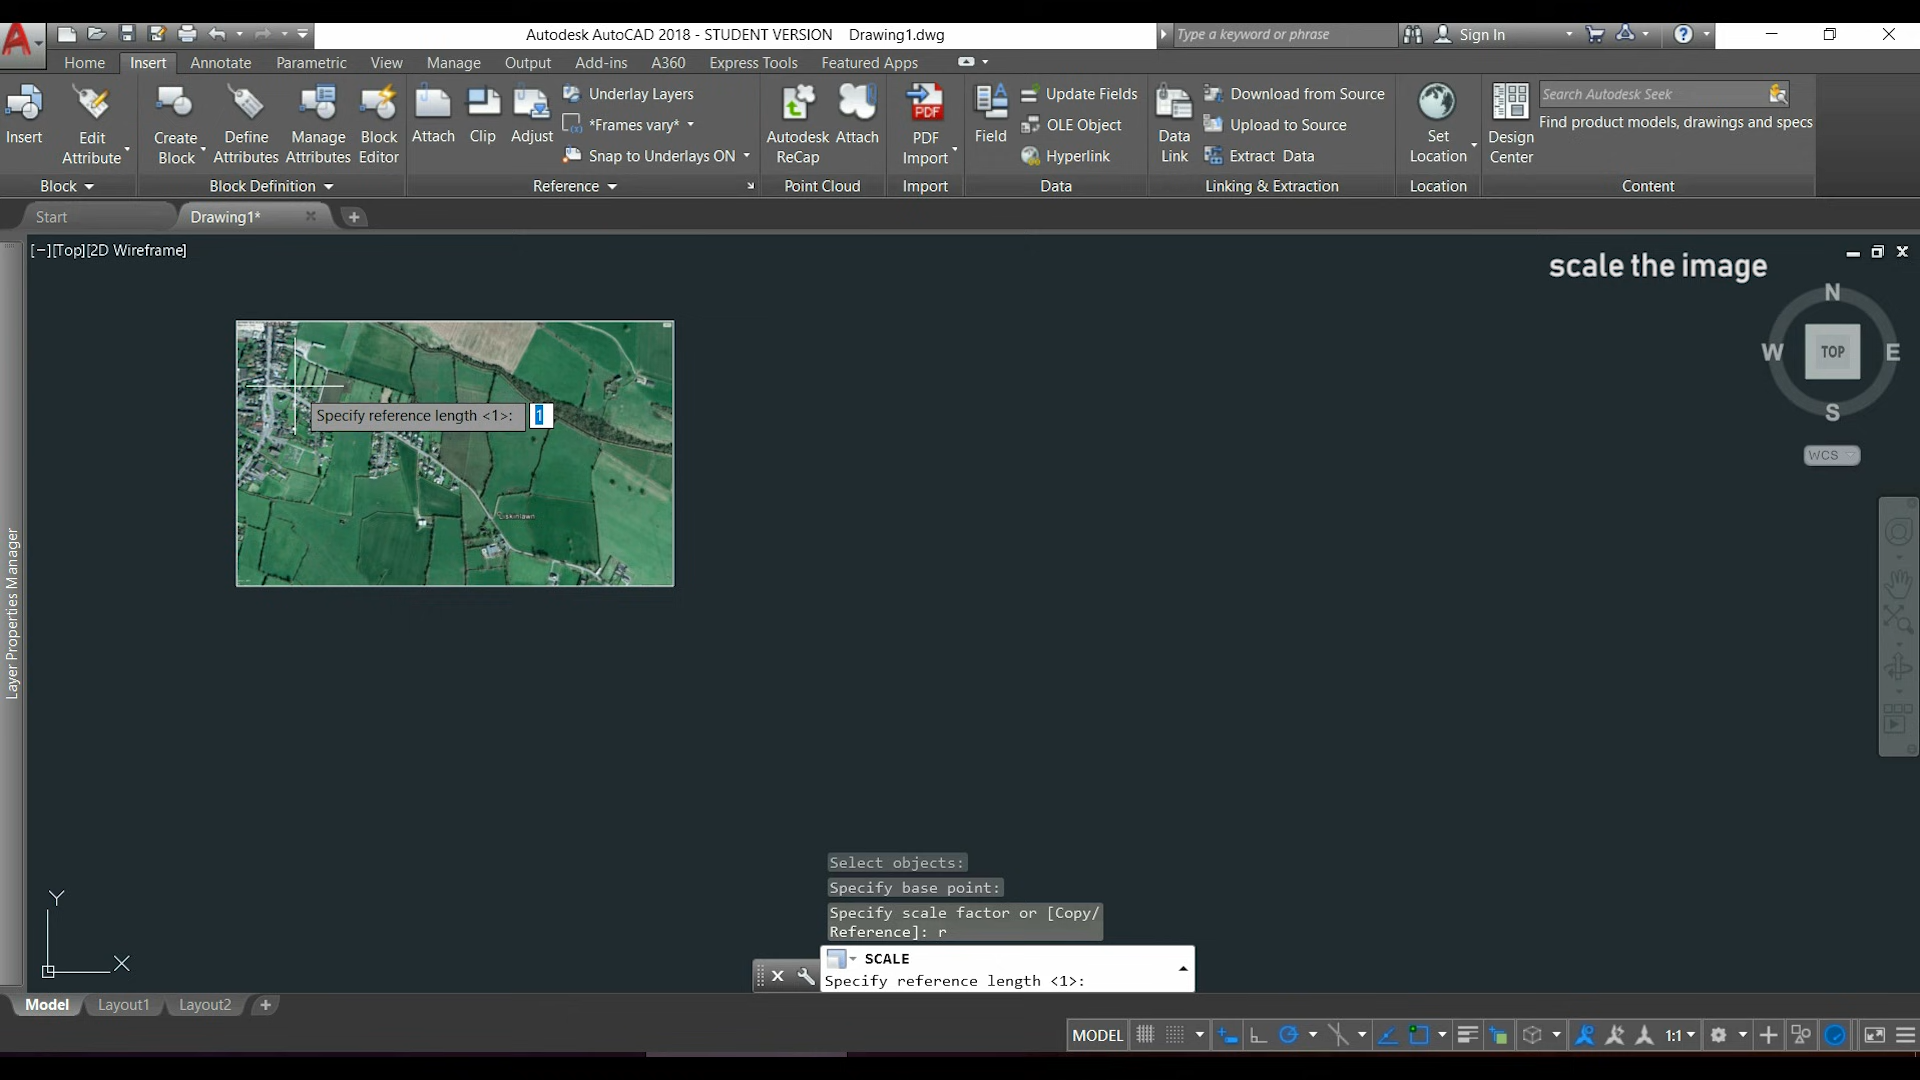 Autodesk AutoCAD 2018 - STUDENT VERSION Drawing1.dwg
Type a keyword or phrase
Sign In
Home Insert Annotate Parametric View Manage Output Add-ins A360 Express Tools Featured Apps
Insert
Edit
Attribute
Create
Block
Define
Attributes
Manage
Attributes
Block
Editor
Attach
Clip
Adjust
Underlay Layers
*Frames vary*
Snap to Underlays ON
Autodesk
ReCap
Attach
PDF
PDF
Import
Field
Update Fields
OLE Object
Hyperlink
Data
Link
Download from Source
Upload to Source
Extract Data
Set
Location
Design
Center
Search Autodesk Seek
Find product models, drawings and specs
Block
Block Definition
Reference
Point Cloud
Import
Data
Linking & Extraction
Location
Content
Start
Drawing1*
[−][Top][2D Wireframe]
scale the image
N
W
TOP
E
S
WCS
Specify reference length <1>: 1
Layer Properties Manager
Y
X
Select objects:
Specify base point:
Specify scale factor or [Copy/
Reference]: r
SCALE
Specify reference length <1>:
Model Layout1 Layout2
MODEL
1:1